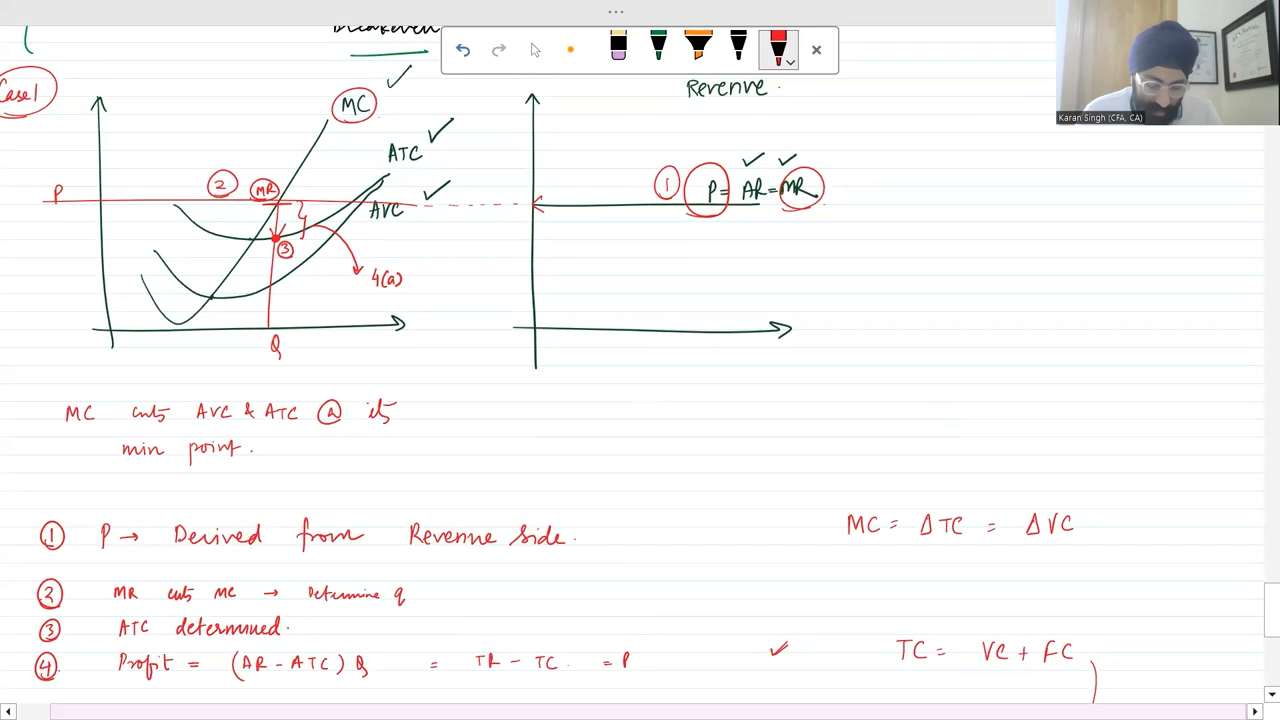 Breakeven
Case 1
Revenue.
Karan Singh (CFA, CA)
MC
ATC
AVC
P
2
MR
3
4(a)
Q
1 P = AR = MR
MC cuts AVC & ATC @ its
min point.
1 P → Derived from Revenue side.
MC = Δ TC = Δ VC
2 MR cuts MC → Determine q
3 ATC determined.
4 Profit = (AR - ATC) Q = TR - TC. = P
TC = VC + FC